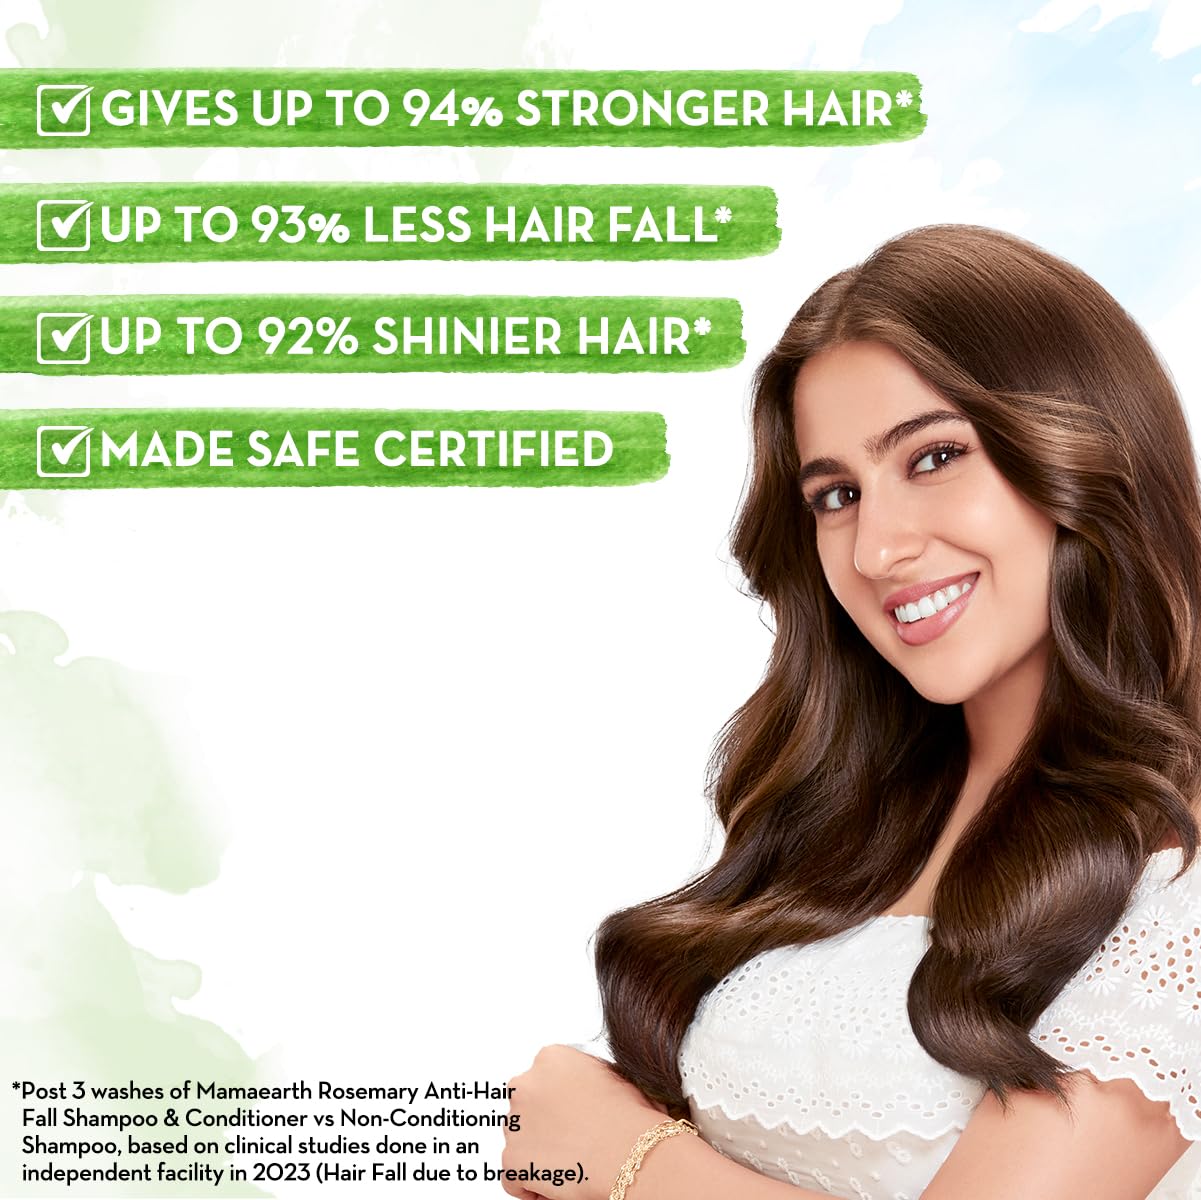 GIVES UP TO 94% STRONGER HAIR*
UP TO 93% LESS HAIR FALL*
UP TO 92% SHINIER HAIR*
MADE SAFE CERTIFIED
*Post 3 washes of Mamaearth Rosemary Anti-Hair
Fall Shampoo & Conditioner vs Non-Conditioning
Shampoo, based on clinical studies done in an
independent facility in 2023 (Hair Fall due to breakage).